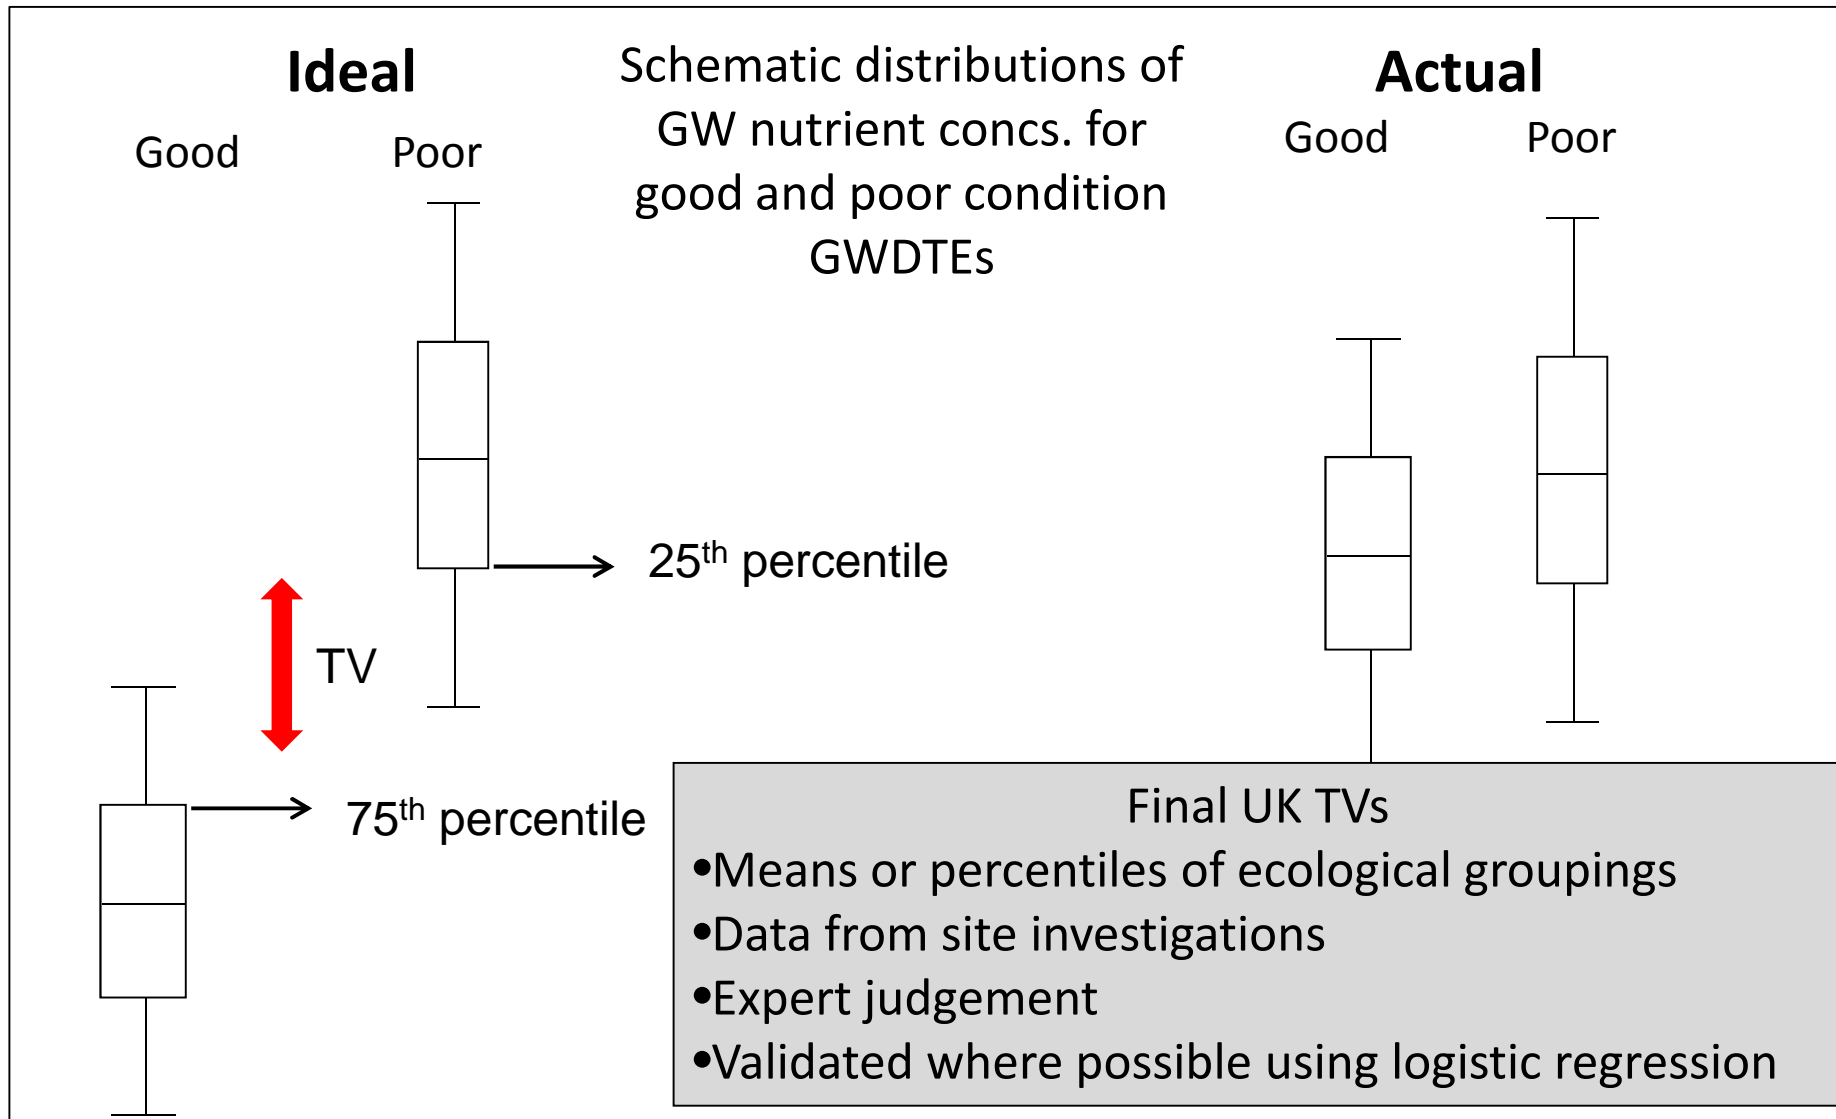 Ideal
Good
Poor
Schematic distributions of
GW nutrient concs. for
good and poor condition
GWDTEs
Actual
Good
Poor
25th percentile
TV
75th percentile
Final UK TVs
•Means or percentiles of ecological groupings
•Data from site investigations
•Expert judgement
•Validated where possible using logistic regression